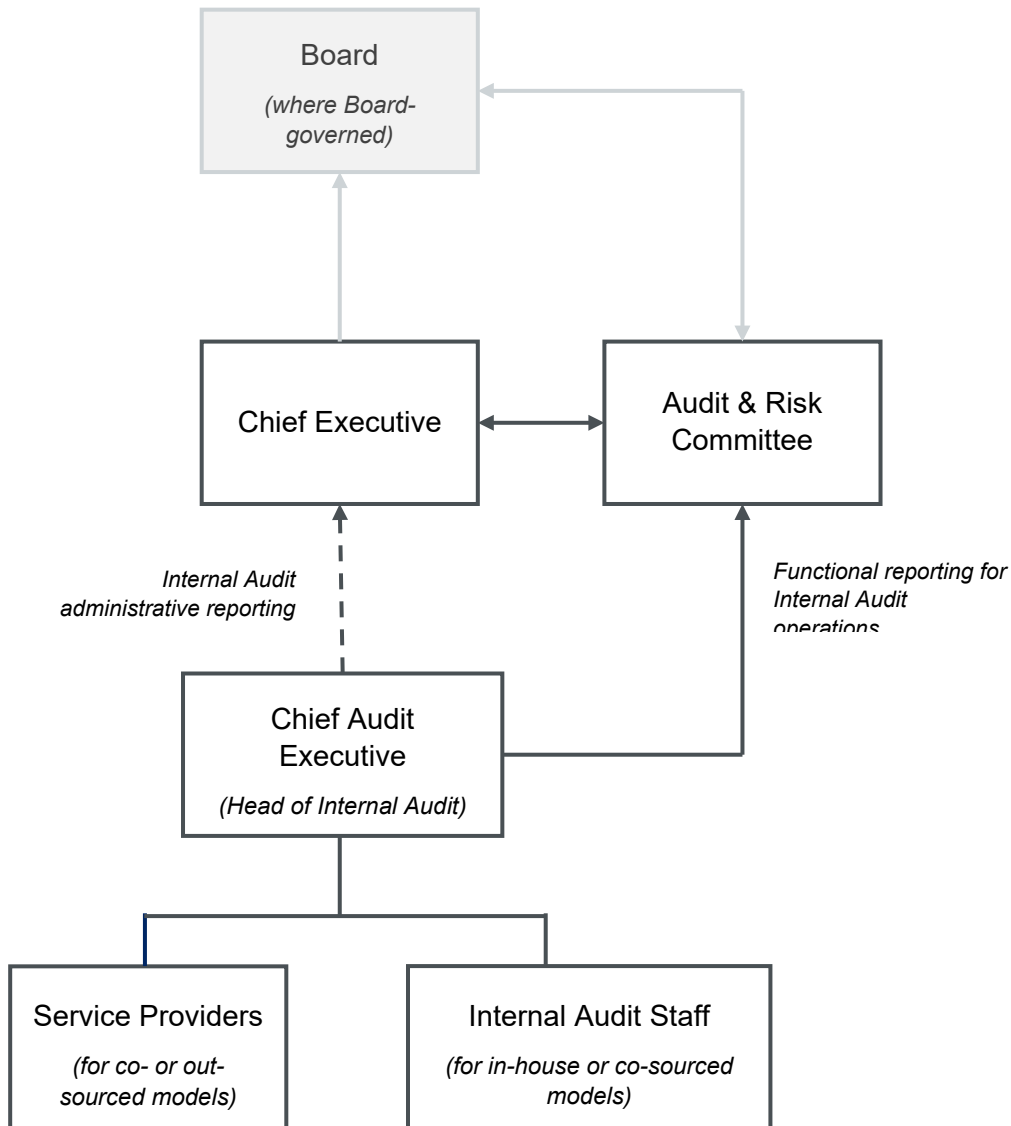 Board
(where Board-
governed)
Chief Executive
Audit & Risk
Committee
Internal Audit
administrative reporting
Functional reporting for
Internal Audit
operations
Chief Audit
Executive
(Head of Internal Audit)
Service Providers
(for co- or out-
sourced models)
Internal Audit Staff
(for in-house or co-sourced
models)